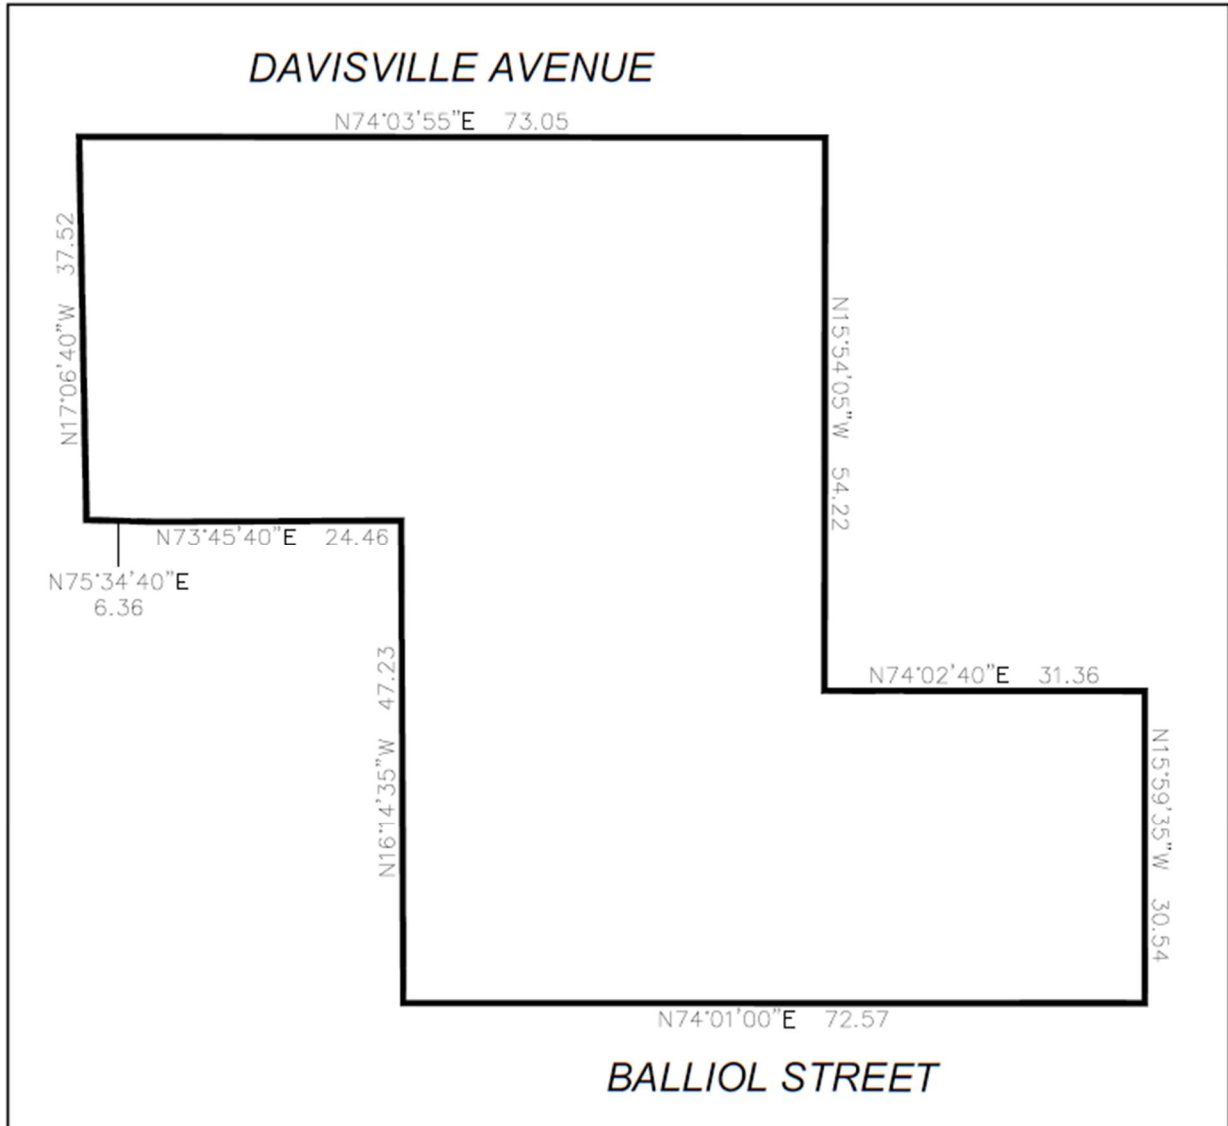 DAVISVILLE AVENUE
N74°03'55"E 73.05
N17°06'40"W 37.52
N15°54'05"W 54.22
N73°45'40"E 24.46
N75°34'40"E
6.36
N16°14'35"W 47.23
N74°02'40"E 31.36
N15°59'35"W 30.54
N74°01'00"E 72.57
BALLIOL STREET